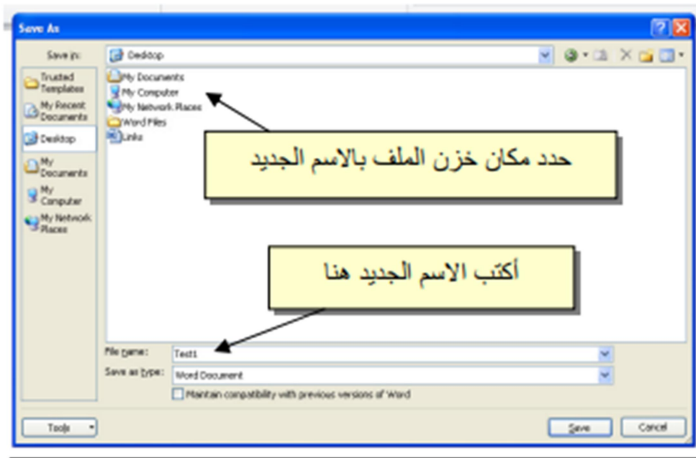 Save As
Save in:
Desktop
Trusted
Templates
My Recent
Documents
Desktop
My
Documents
My
Computer
My Network
Places
My Documents
My Computer
My Network Places
Word Files
Links
حدد مكان خزن الملف بالاسم الجديد
أكتب الاسم الجديد هنا
File name:
Test1
Save as type:
Word Document
Maintain compatibility with previous versions of Word
Tools
Save
Cancel